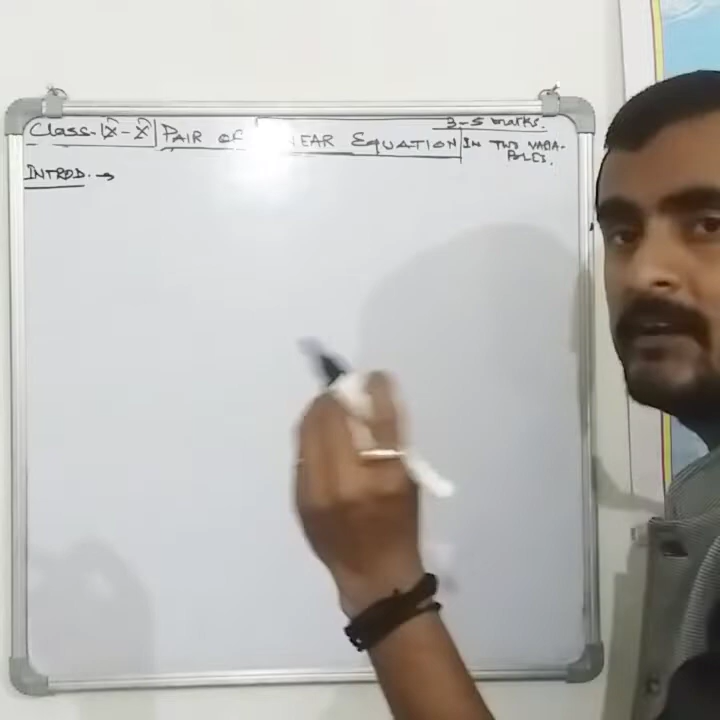 Class-IX-X PAIR OF LINEAR EQUATION IN TWO VARIA-
BLES.
3-5 marks.
INTROD. →